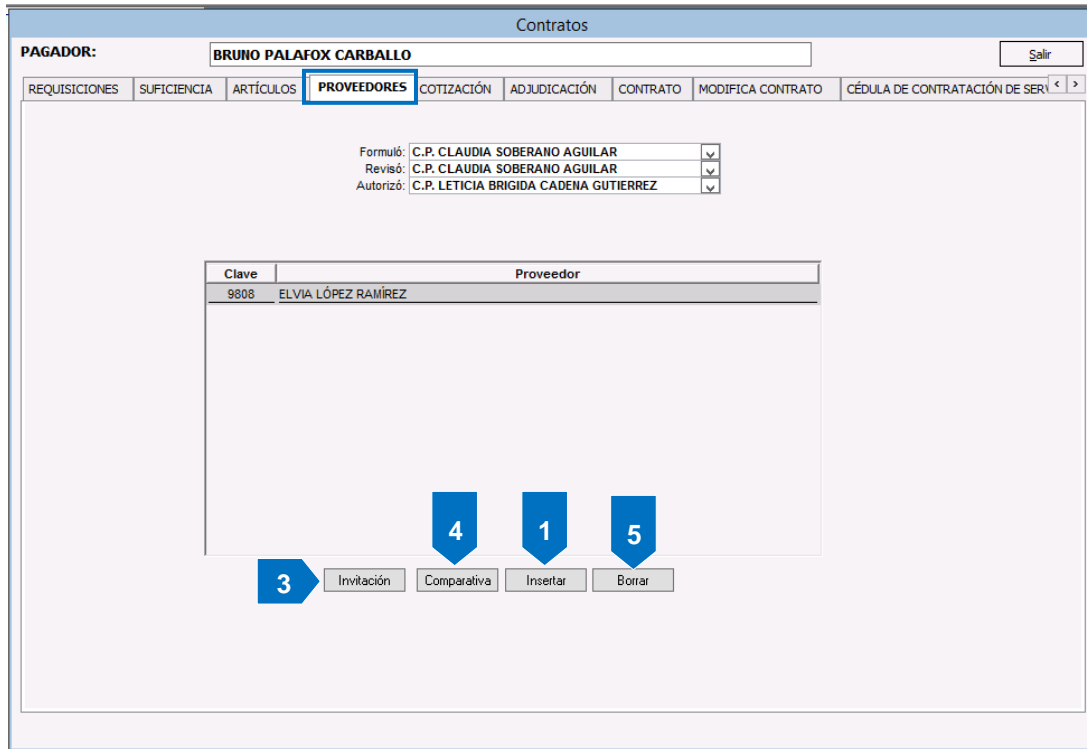 Contratos
PAGADOR: BRUNO PALAFOX CARBALLO Salir
REQUISICIONES SUFICIENCIA ARTÍCULOS PROVEEDORES COTIZACIÓN ADJUDICACIÓN CONTRATO MODIFICA CONTRATO CÉDULA DE CONTRATACIÓN DE SER
Formuló: C.P. CLAUDIA SOBERANO AGUILAR
Revisó: C.P. CLAUDIA SOBERANO AGUILAR
Autorizó: C.P. LETICIA BRIGIDA CADENA GUTIERREZ
Clave Proveedor
9808 ELVIA LÓPEZ RAMÍREZ
4 1 5
3 Invitación Comparativa Insertar Borrar